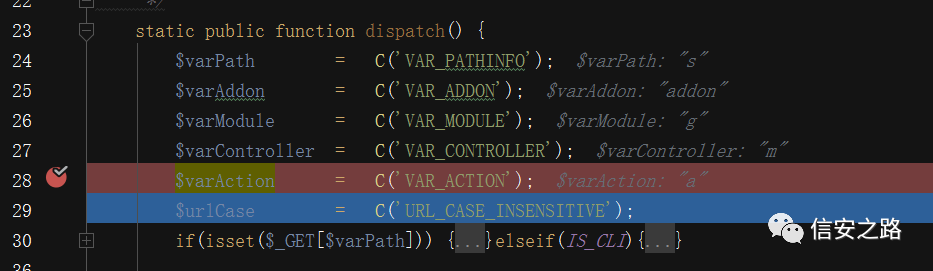 22 */
23 static public function dispatch() {
24 $varPath = C('VAR_PATHINFO'); $varPath: "s"
25 $varAddon = C('VAR_ADDON'); $varAddon: "addon"
26 $varModule = C('VAR_MODULE'); $varModule: "g"
27 $varController = C('VAR_CONTROLLER'); $varController: "m"
28 $varAction = C('VAR_ACTION'); $varAction: "a"
29 $urlCase = C('URL_CASE_INSENSITIVE');
30 if(isset($_GET[$varPath])) {...}elseif(IS_CLI){...}
信安之路